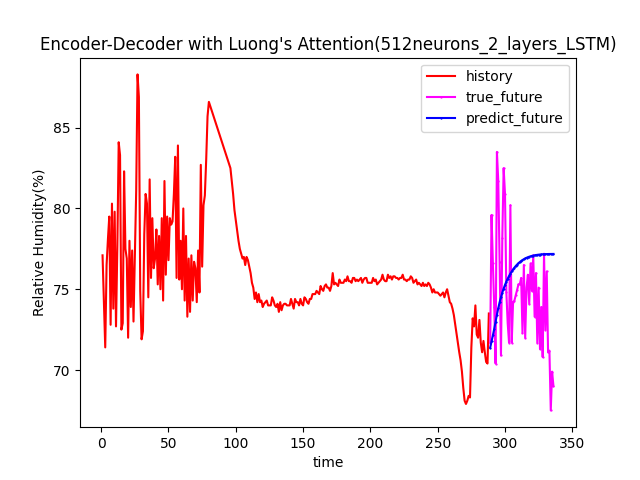 Encoder-Decoder with Luong's Attention(512neurons_2_layers_LSTM)
history
true_future
predict_future
Relative Humidity(%)
85
80
75
70
0
50
100
150
200
250
300
350
time